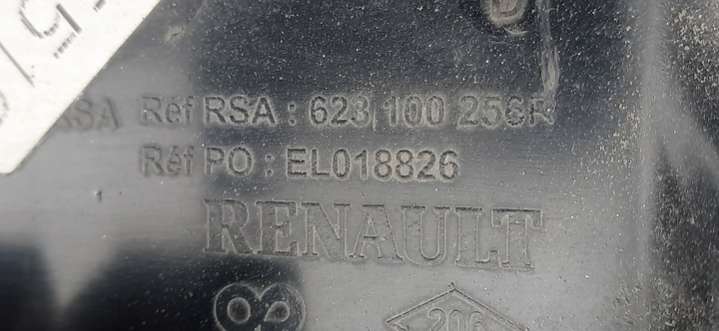 Réf RSA : 623 100 256R
Réf PO : EL018826
RENAULT